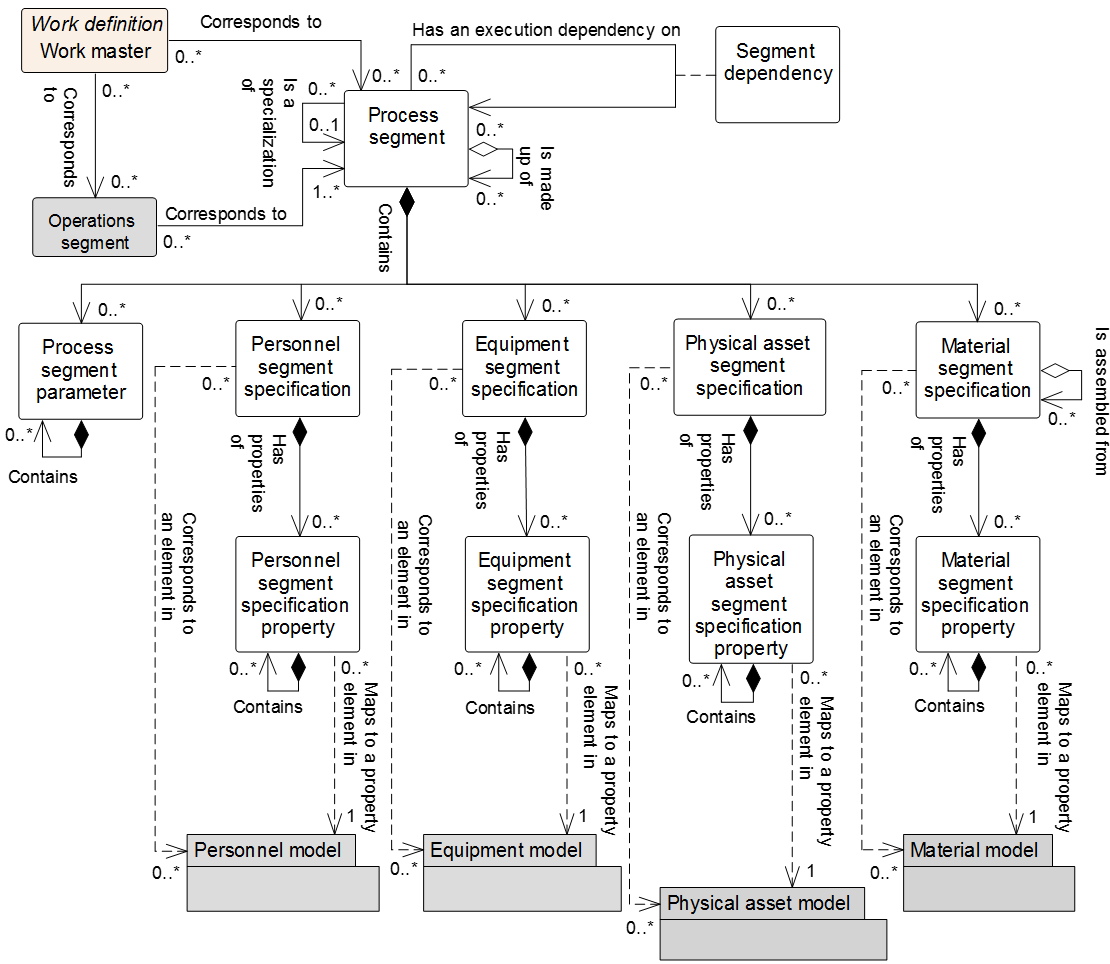 Work definition
Work master
Corresponds to
0..*
0..*
Has an execution dependency on
0..*
Segment
dependency
0..*
Corresponds
to
0..*
Is a
specialization
of
0..*
0..1
Process
segment
0..*
Is made
up of
0..*
1..*
Operations
segment
Corresponds to
0..*
Contains
0..*
0..*
0..*
0..*
0..*
Process
segment
parameter
0..*
Contains
Personnel
segment
specification
0..*
Has
properties
of
0..*
Equipment
segment
specification
0..*
Has
properties
of
0..*
Physical asset
segment
specification
0..*
Has
properties
of
0..*
Material
segment
specification
0..*
0..*
Is assembled from
Has
properties
of
0..*
Corresponds to
an element in
Personnel
segment
specification
property
0..*
Contains
0..*
Maps to a property
element in
1
Corresponds to
an element in
Equipment
segment
specification
property
0..*
Contains
0..*
Maps to a property
element in
1
Corresponds to
an element in
Physical
asset
segment
specification
property
0..*
Contains
0..*
Maps to a property
element in
1
Corresponds to
an element in
Material
segment
specification
property
0..*
Contains
0..*
Maps to a property
element in
1
Personnel model
0..*
Equipment model
0..*
Physical asset model
0..*
Material model
0..*